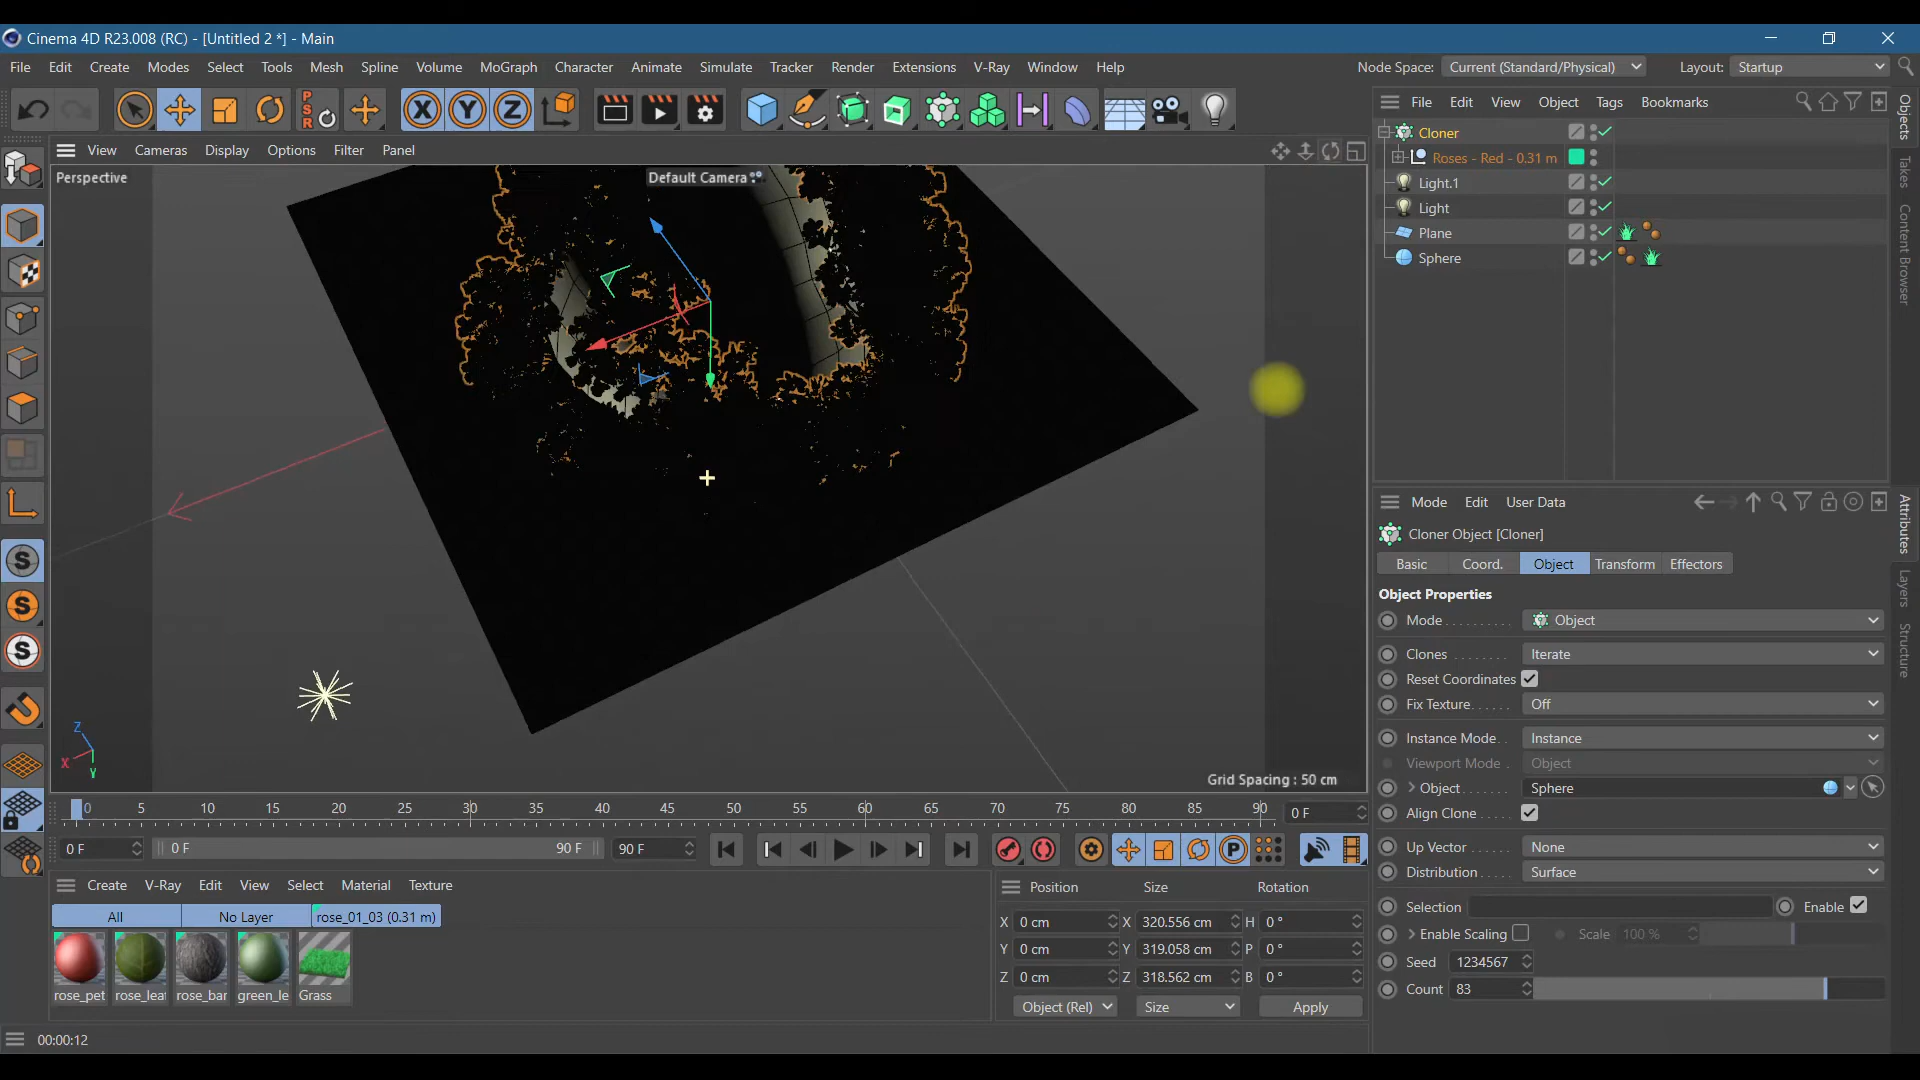 Cinema 4D R23.008 (RC) - [Untitled 2 *] - Main
File Edit Create Modes Select Tools Mesh Spline Volume MoGraph Character Animate Simulate Tracker Render Extensions V-Ray Window Help
Node Space: Current (Standard/Physical) Layout: Startup
PSR X Y Z
File Edit View Object Tags Bookmarks
View Cameras Display Options Filter Panel
Perspective
Default Camera
Cloner
Roses - Red - 0.31 m
Light.1
Light
Plane
Sphere
Objects
Takes
Content Browser
Mode Edit User Data
Cloner Object [Cloner]
Basic Coord. Object Transform Effectors
Object Properties
Mode Object
Clones Iterate
Reset Coordinates
Fix Texture Off
Instance Mode Instance
Viewport Mode Object
Object Sphere
Align Clone
Up Vector None
Distribution Surface
Selection Enable
Enable Scaling Scale 100 %
Seed 1234567
Count 83
Attributes
Layers
Structure
Z
X
Y
Grid Spacing : 50 cm
0 5 10 15 20 25 30 35 40 45 50 55 60 65 70 75 80 85 90 0 F
0 F 0 F 90 F 90 F
Create V-Ray Edit View Select Material Texture
All No Layer rose_01_03 (0.31 m)
rose_pet rose_leaf rose_bar green_le Grass
Position Size Rotation
X 0 cm X 320.556 cm H 0 °
Y 0 cm Y 319.058 cm P 0 °
Z 0 cm Z 318.562 cm B 0 °
Object (Rel) Size Apply
00:00:12